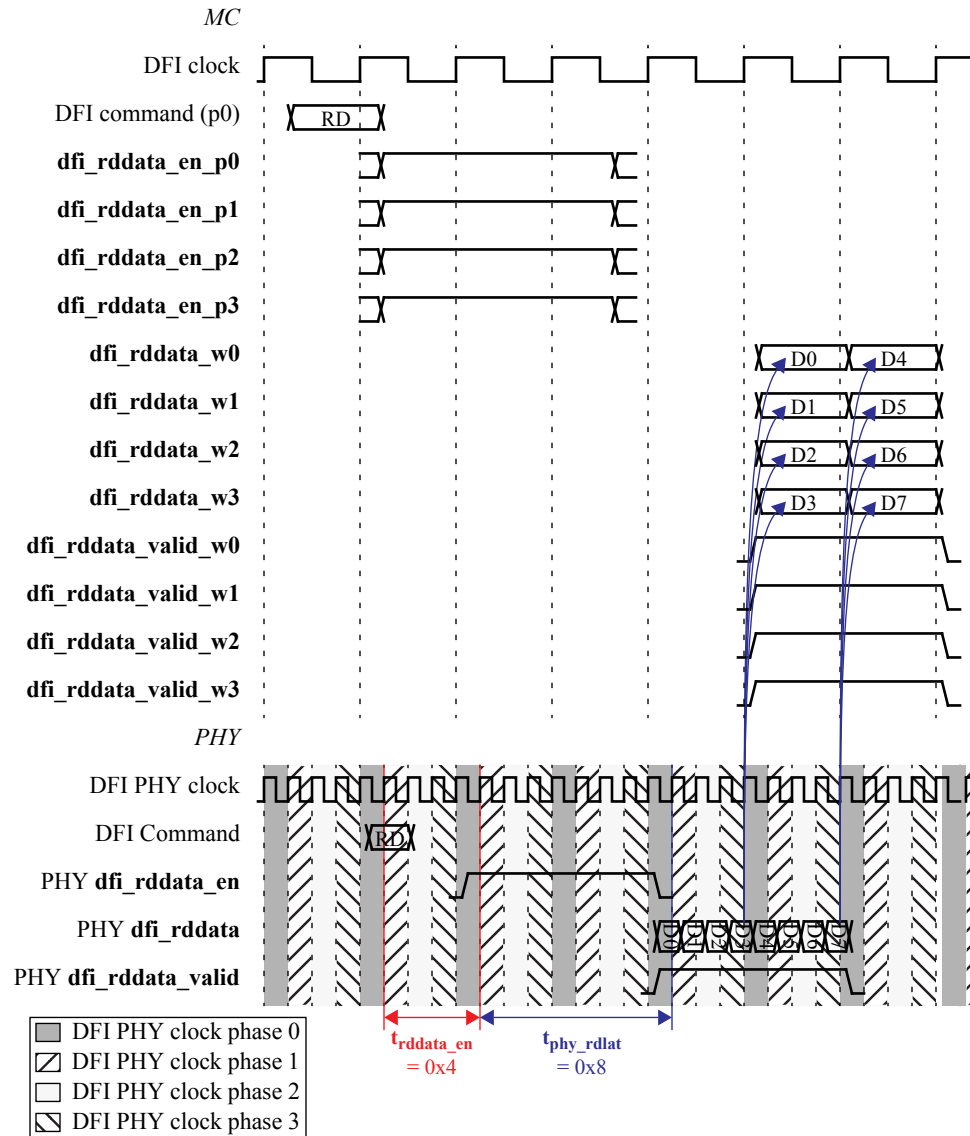 MC
DFI clock
DFI command (p0) RD
dfi_rddata_en_p0
dfi_rddata_en_p1
dfi_rddata_en_p2
dfi_rddata_en_p3
dfi_rddata_w0 D0 D4
dfi_rddata_w1 D1 D5
dfi_rddata_w2 D2 D6
dfi_rddata_w3 D3 D7
dfi_rddata_valid_w0
dfi_rddata_valid_w1
dfi_rddata_valid_w2
dfi_rddata_valid_w3
PHY
DFI PHY clock
DFI Command RD
PHY dfi_rddata_en
PHY dfi_rddata D0 D1 D2 D3 D4 D5 D6 D7
PHY dfi_rddata_valid
trddata_en tphy_rdlat
= 0x4 = 0x8
DFI PHY clock phase 0
DFI PHY clock phase 1
DFI PHY clock phase 2
DFI PHY clock phase 3